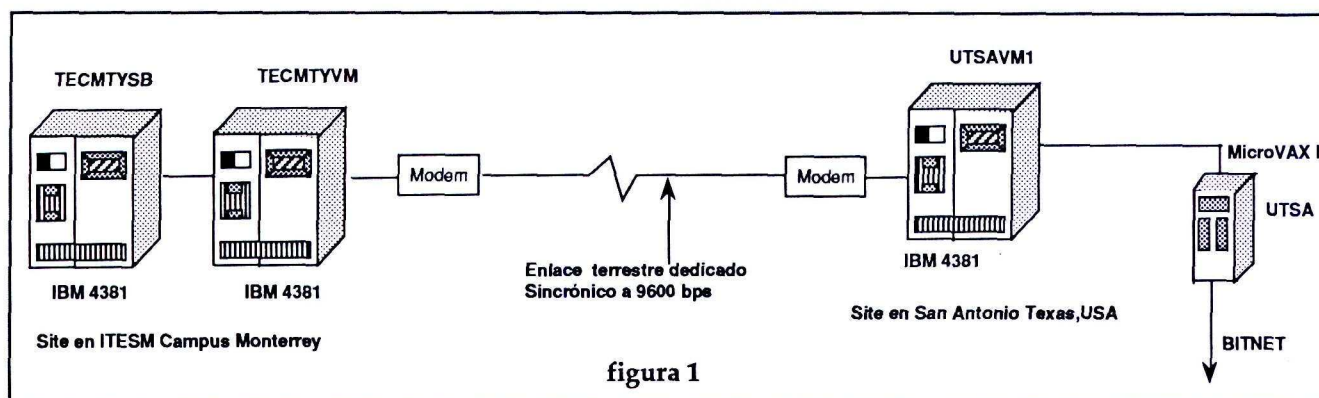 TECMTYSB
TECMTYVM
UTSAVM1
Modem
Modem
MicroVAX I
UTSA
Enlace terrestre dedicado
Sincrónico a 9600 bps
IBM 4381
IBM 4381
IBM 4381
Site en ITESM Campus Monterrey
Site en San Antonio Texas,USA
BITNET
figura 1